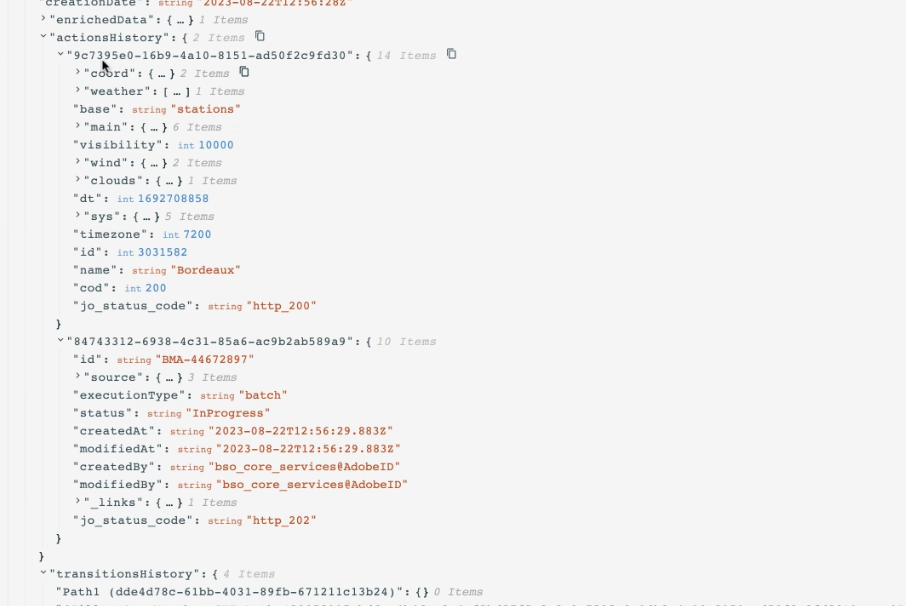 "creationDate": string "2023-08-22T12:56:28Z"
"enrichedData": { … } 1 Items
"actionsHistory": { 2 Items
"9c7395e0-16b9-4a10-8151-ad50f2c9fd30": { 14 Items
"coord": { … } 2 Items
"weather": [ … ] 1 Items
"base": string "stations"
"main": { … } 6 Items
"visibility": int 10000
"wind": { … } 2 Items
"clouds": { … } 1 Items
"dt": int 1692708858
"sys": { … } 5 Items
"timezone": int 7200
"id": int 3031582
"name": string "Bordeaux"
"cod": int 200
"jo_status_code": string "http_200"
}
"84743312-6938-4c31-85a6-ac9b2ab589a9": { 10 Items
"id": string "BMA-44672897"
"source": { … } 3 Items
"executionType": string "batch"
"status": string "InProgress"
"createdAt": string "2023-08-22T12:56:29.883Z"
"modifiedAt": string "2023-08-22T12:56:29.883Z"
"createdBy": string "bso_core_services@AdobeID"
"modifiedBy": string "bso_core_services@AdobeID"
"_links": { … } 1 Items
"jo_status_code": string "http_202"
}
}
"transitionsHistory": { 4 Items
"Path1 (dde4d78c-61bb-4031-89fb-671211c13b24)": {} 0 Items